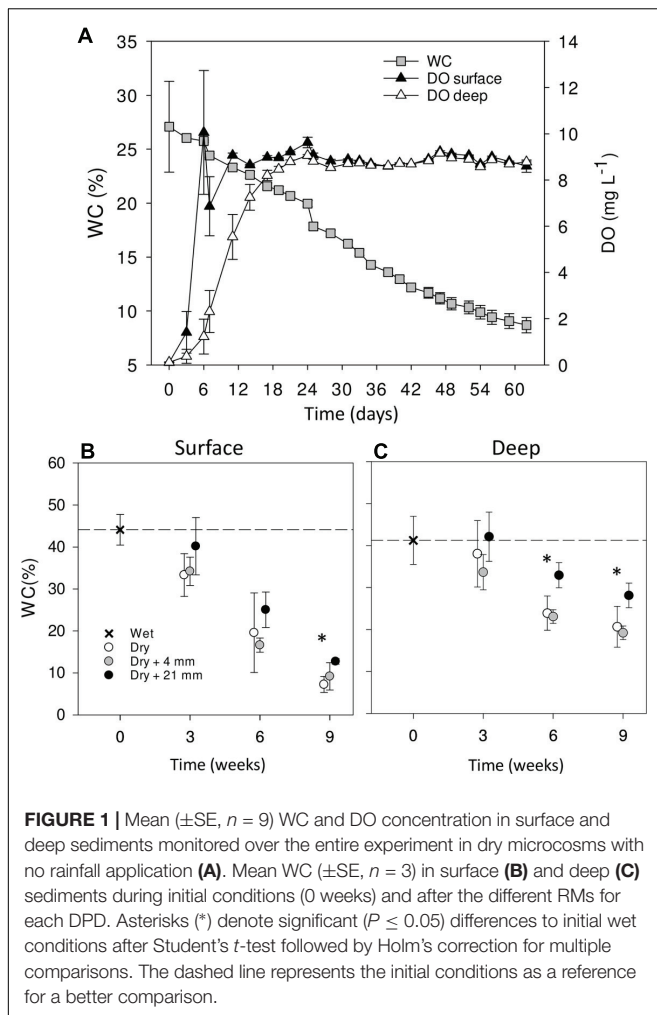 A
35
30
25
20
15
10
5
WC (%)
WC
DO surface
DO deep
14
12
10
8
6
4
2
0
DO (mg L-1)
0 6 12 18 24 30 36 42 48 54 60
Time (days)
B Surface
60
50
40
30
20
10
0
WC(%)
*
Wet
Dry
Dry + 4 mm
Dry + 21 mm
0 3 6 9
Time (weeks)
C Deep
* *
0 3 6 9
Time (weeks)
FIGURE 1 | Mean (±SE, n = 9) WC and DO concentration in surface and
deep sediments monitored over the entire experiment in dry microcosms with
no rainfall application (A). Mean WC (±SE, n = 3) in surface (B) and deep (C)
sediments during initial conditions (0 weeks) and after the different RMs for
each DPD. Asterisks (*) denote significant (P ≤ 0.05) differences to initial wet
conditions after Student's t-test followed by Holm's correction for multiple
comparisons. The dashed line represents the initial conditions as a reference
for a better comparison.